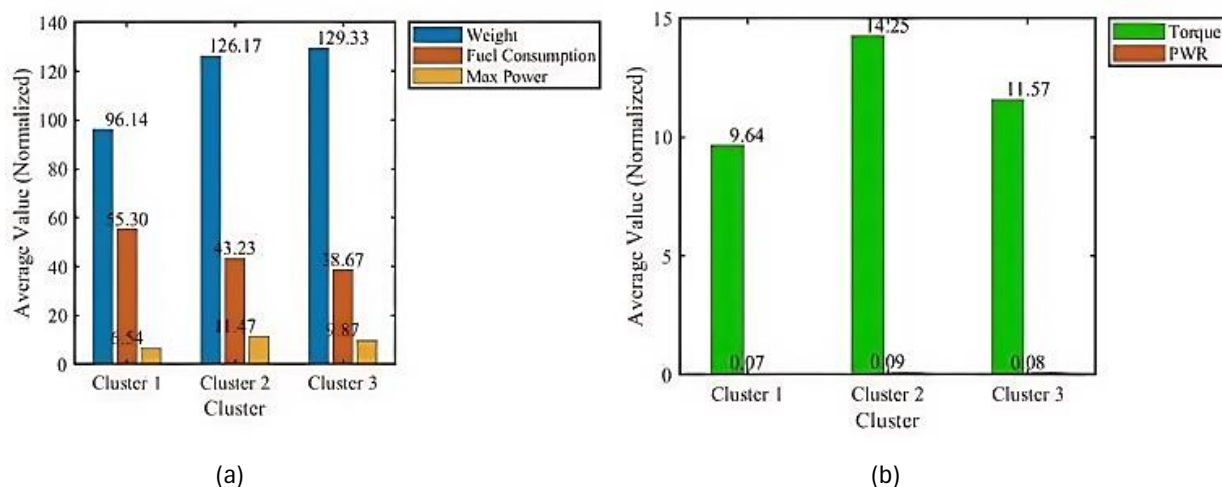 140
120
100
80
60
40
20
0
Average Value (Normalized)
96.14
55.30
6.54
126.17
43.23
11.47
129.33
38.67
9.87
Cluster 1
Cluster 2
Cluster 3
Cluster
Weight
Fuel Consumption
Max Power
(a)
15
10
5
0
Average Value (Normalized)
9.64
0.07
14.25
0.09
11.57
0.08
Cluster 1
Cluster 2
Cluster 3
Cluster
Torque
PWR
(b)